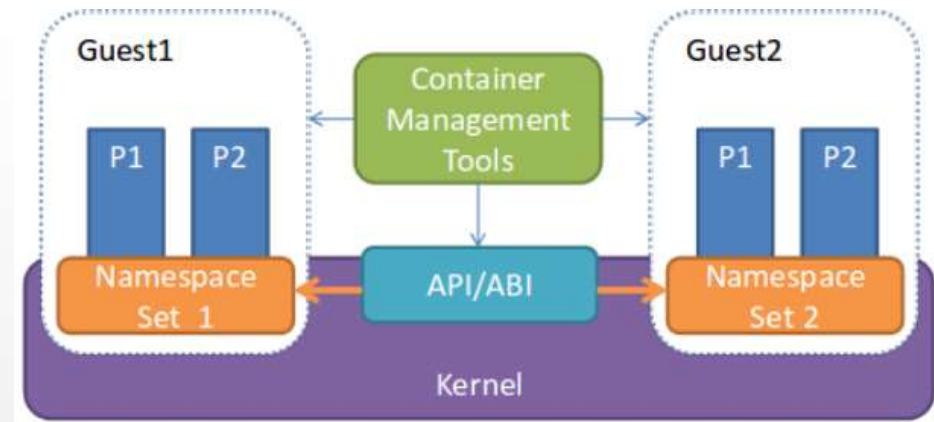 Guest1
Container
Management
Tools
Guest2
P1
P2
P1
P2
Namespace
Set 1
API/ABI
Namespace
Set 2
Kernel